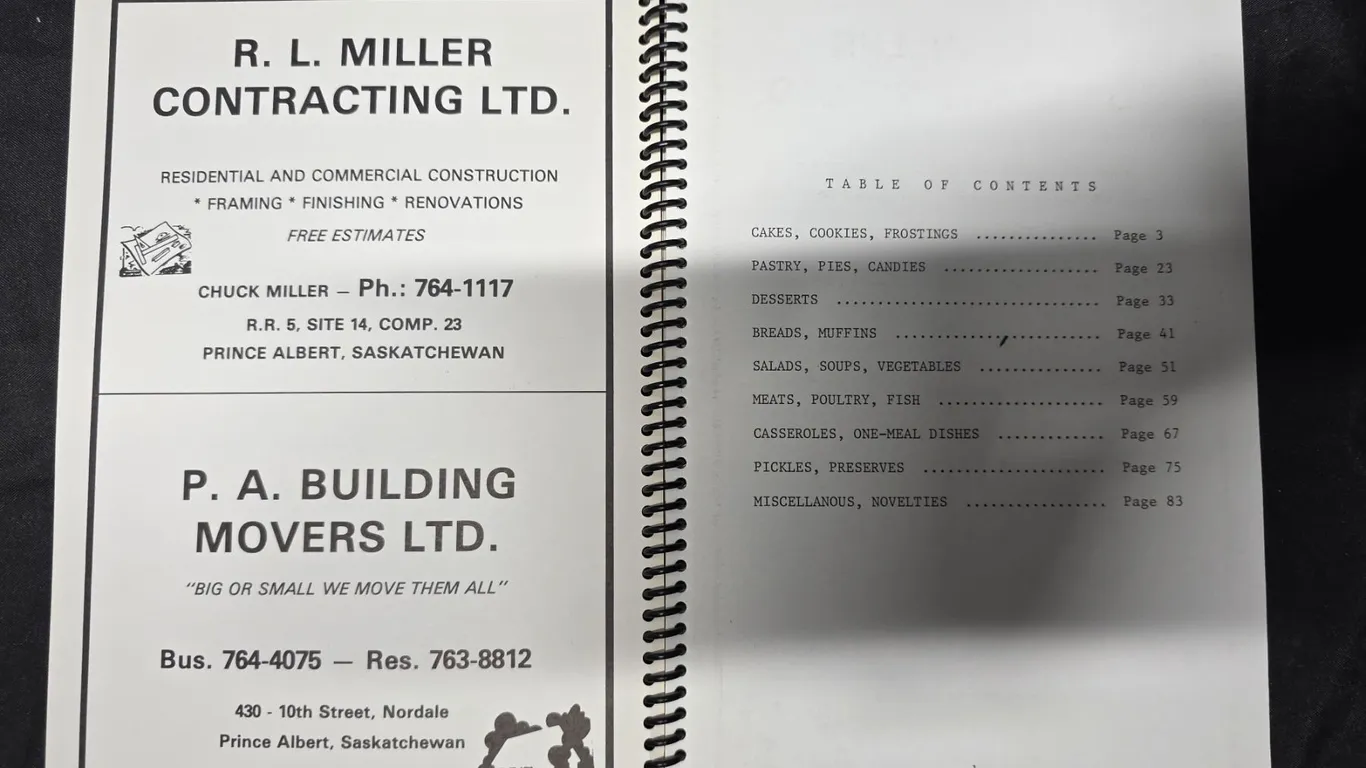 R. L. MILLER
CONTRACTING LTD.
RESIDENTIAL AND COMMERCIAL CONSTRUCTION
* FRAMING * FINISHING * RENOVATIONS
FREE ESTIMATES
CHUCK MILLER – Ph.: 764-1117
R.R. 5, SITE 14, COMP. 23
PRINCE ALBERT, SASKATCHEWAN
P. A. BUILDING
MOVERS LTD.
"BIG OR SMALL WE MOVE THEM ALL"
Bus. 764-4075 — Res. 763-8812
430 - 10th Street, Nordale
Prince Albert, Saskatchewan
TABLE OF CONTENTS
CAKES, COOKIES, FROSTINGS ............... Page 3
PASTRY, PIES, CANDIES ................... Page 23
DESSERTS ................................ Page 33
BREADS, MUFFINS ......................... Page 41
SALADS, SOUPS, VEGETABLES ............... Page 51
MEATS, POULTRY, FISH .................... Page 59
CASSEROLES, ONE-MEAL DISHES ............. Page 67
PICKLES, PRESERVES ...................... Page 75
MISCELLANOUS, NOVELTIES ................. Page 83